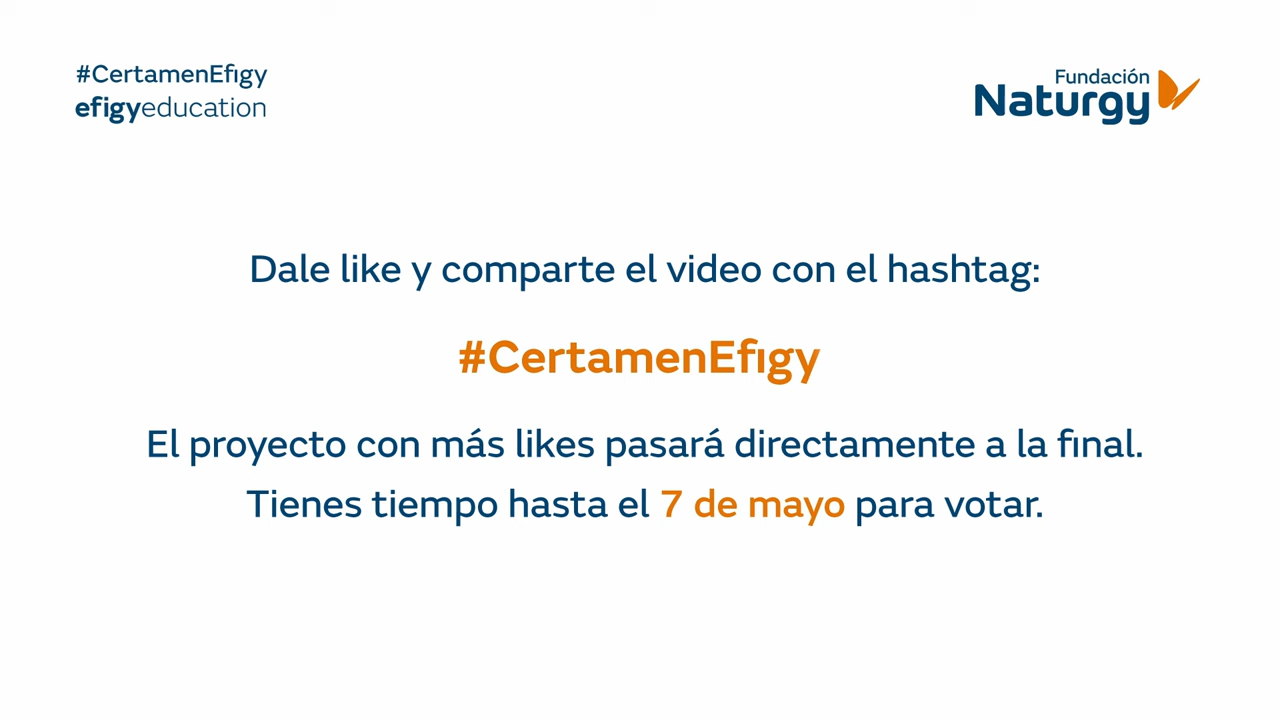 #CertamenEfigy
efigyeducation
Fundación
Naturgy
Dale like y comparte el video con el hashtag:
#CertamenEfigy
El proyecto con más likes pasará directamente a la final.
Tienes tiempo hasta el 7 de mayo para votar.